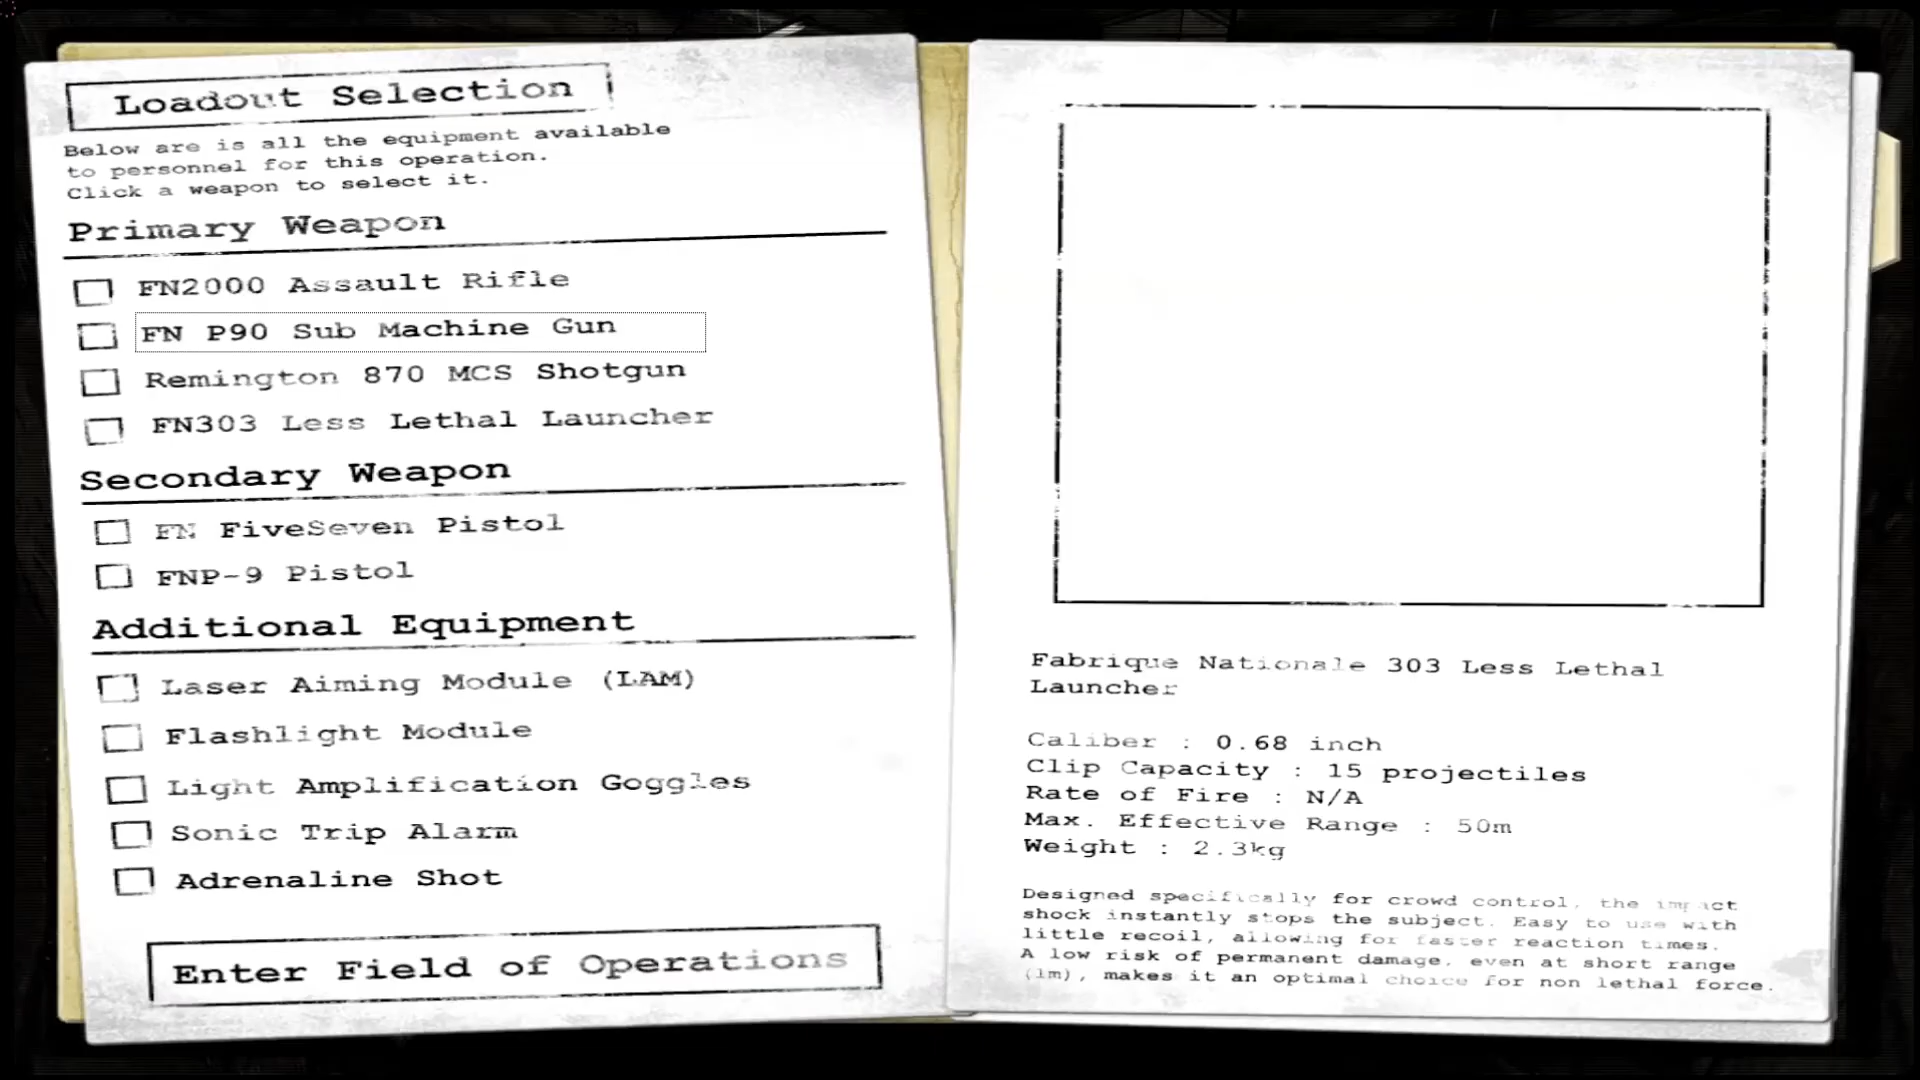 Loadout Selection
Below are is all the equipment available
to personnel for this operation.
Click a weapon to select it.
Primary Weapon
FN2000 Assault Rifle
FN P90 Sub Machine Gun
Remington 870 MCS Shotgun
FN303 Less Lethal Launcher
Secondary Weapon
FN FiveSeven Pistol
FNP-9 Pistol
Additional Equipment
Laser Aiming Module (LAM)
Flashlight Module
Light Amplification Goggles
Sonic Trip Alarm
Adrenaline Shot
Enter Field of Operations
Fabrique Nationale 303 Less Lethal
Launcher
Caliber : 0.68 inch
Clip Capacity : 15 projectiles
Rate of Fire : N/A
Max. Effective Range : 50m
Weight : 2.3kg
Designed specifically for crowd control, the impact
shock instantly stops the subject. Easy to use with
little recoil, allowing for faster reaction times.
A low risk of permanent damage, even at short range
(1m), makes it an optimal choice for non lethal force.